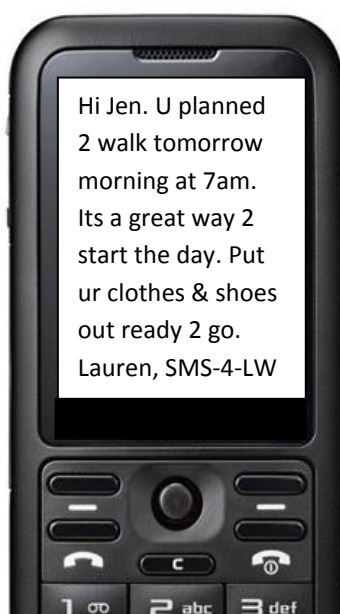 Hi Jen. U planned
2 walk tomorrow
morning at 7am.
Its a great way 2
start the day. Put
ur clothes & shoes
out ready 2 go.
Lauren, SMS-4-LW
C
1 2 abc 3 def